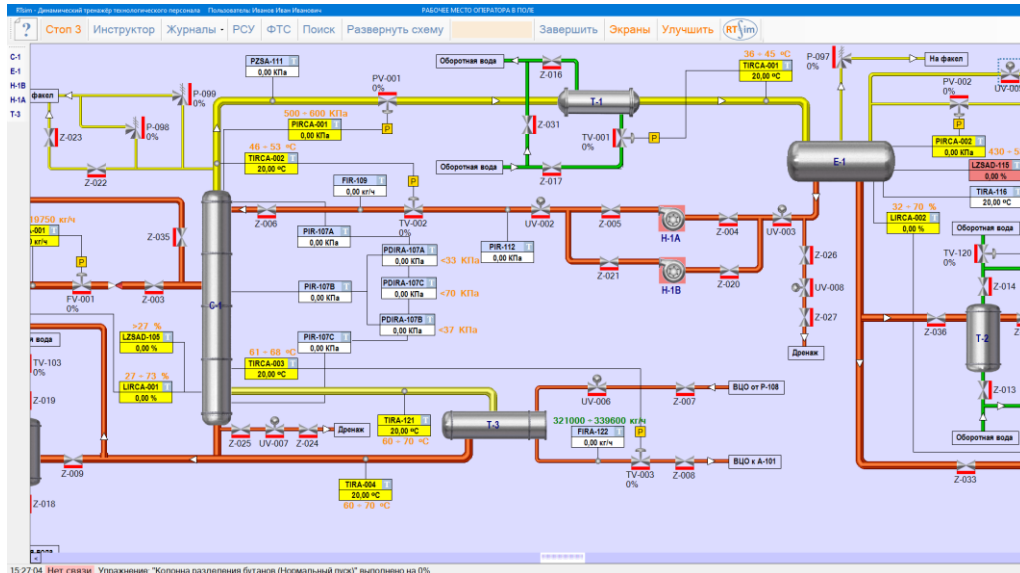 RTsim - Динамический тренажёр технологического персонала Пользователь: Иванов Иван Иванович РАБОЧЕЕ МЕСТО ОПЕРАТОРА В ПОЛЕ
? Стоп 3 Инструктор Журналы РСУ ФТС Поиск Развернуть схему Завершить Экраны Улучшить RTsim
C-1
E-1
Н-1В
Н-1А
Т-3
PZSA-111
0,00 КПа
PV-001
0%
Оборотная вода
Z-016
Т-1
36 - 45 ºC
TIRCA-001
20,00 ºC
P-097
0%
На факел
PV-002
0%
UV-005
факел
P-099
0%
P-098
0%
Z-023
Z-022
500 - 600 КПа
PIRCA-001
0,00 КПа
P
Z-031
TV-001
0%
P
Оборотная вода
Z-017
46 - 53 ºC
TIRCA-002
20,00 ºC
E-1
P
PIRCA-002
0,00 КПа
430 - 5
LZSAD-115
0,00 %
TIRA-116
20,00 ºC
FIR-109
0,00 кг/ч
P
Z-006
TV-002
0%
UV-002
Z-005
Н-1А
Z-004
UV-003
32 - 70 %
LIRCA-002
0,00 %
Оборотная вода
19750 кг/ч
-001
0 кг/ч
Z-035
P
FV-001
0%
Z-003
PIR-107A
0,00 КПа
PDIRA-107A
0,00 КПа
<33 КПа
PIR-112
0,00 КПа
Z-021
Н-1В
Z-020
Z-026
UV-008
Z-027
Дренаж
TV-120
0%
Z-014
PIR-107B
0,00 КПа
PDIRA-107C
0,00 КПа
<70 КПа
PDIRA-107B
0,00 КПа
<37 КПа
C-1
Z-036
Т-2
>27 %
LZSAD-105
0,00 %
PIR-107C
0,00 КПа
я вода
TV-103
0%
61 - 68 ºC
TIRCA-003
20,00 ºC
27 - 73 %
LIRCA-001
0,00 %
Z-019
UV-006
Z-007
ВЦО от Р-108
Z-013
TIRA-121
20,00 ºC
60 - 70 ºC
Т-3
321000 - 339600 кг/ч
FIRA-122
0,00 кг/ч
P
Z-025
UV-007
Z-024
Дренаж
Оборотная вода
Z-009
TV-003
0%
Z-008
ВЦО к А-101
Z-033
TIRA-004
20,00 ºC
60 - 70 ºC
Z-018
15:27:04 Нет связи Упражнение: "Колонна разделения бутанов (Нормальный пуск)" выполнено на 0%